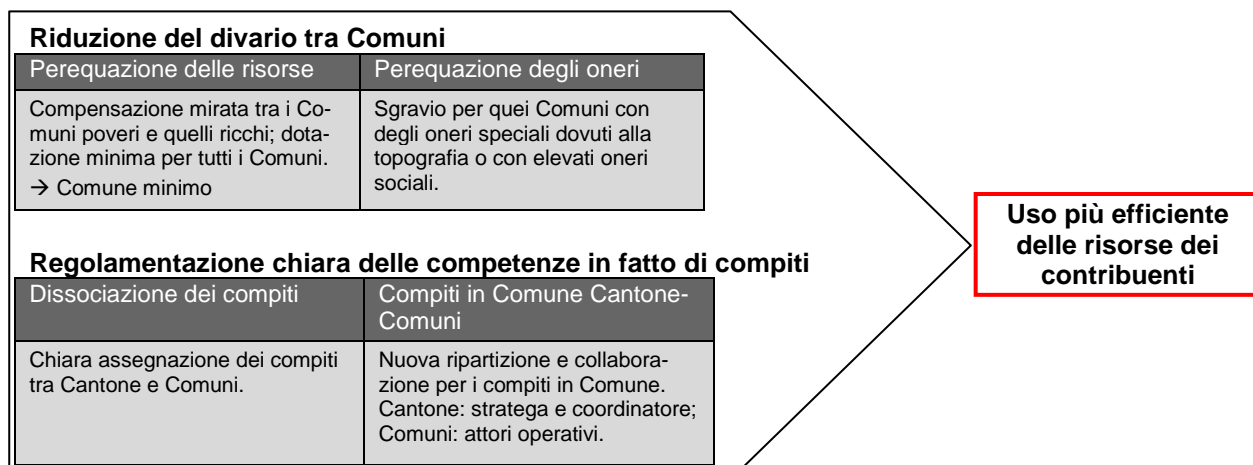 Riduzione del divario tra Comuni
Perequazione delle risorse
Perequazione degli oneri
Compensazione mirata tra i Co-
muni poveri e quelli ricchi; dota-
zione minima per tutti i Comuni.
→ Comune minimo
Sgravio per quei Comuni con
degli oneri speciali dovuti alla
topografia o con elevati oneri
sociali.
Regolamentazione chiara delle competenze in fatto di compiti
Dissociazione dei compiti
Compiti in Comune Cantone-
Comuni
Chiara assegnazione dei compiti
tra Cantone e Comuni.
Nuova ripartizione e collabora-
zione per i compiti in Comune.
Cantone: stratega e coordinatore;
Comuni: attori operativi.
Uso più efficiente
delle risorse dei
contribuenti